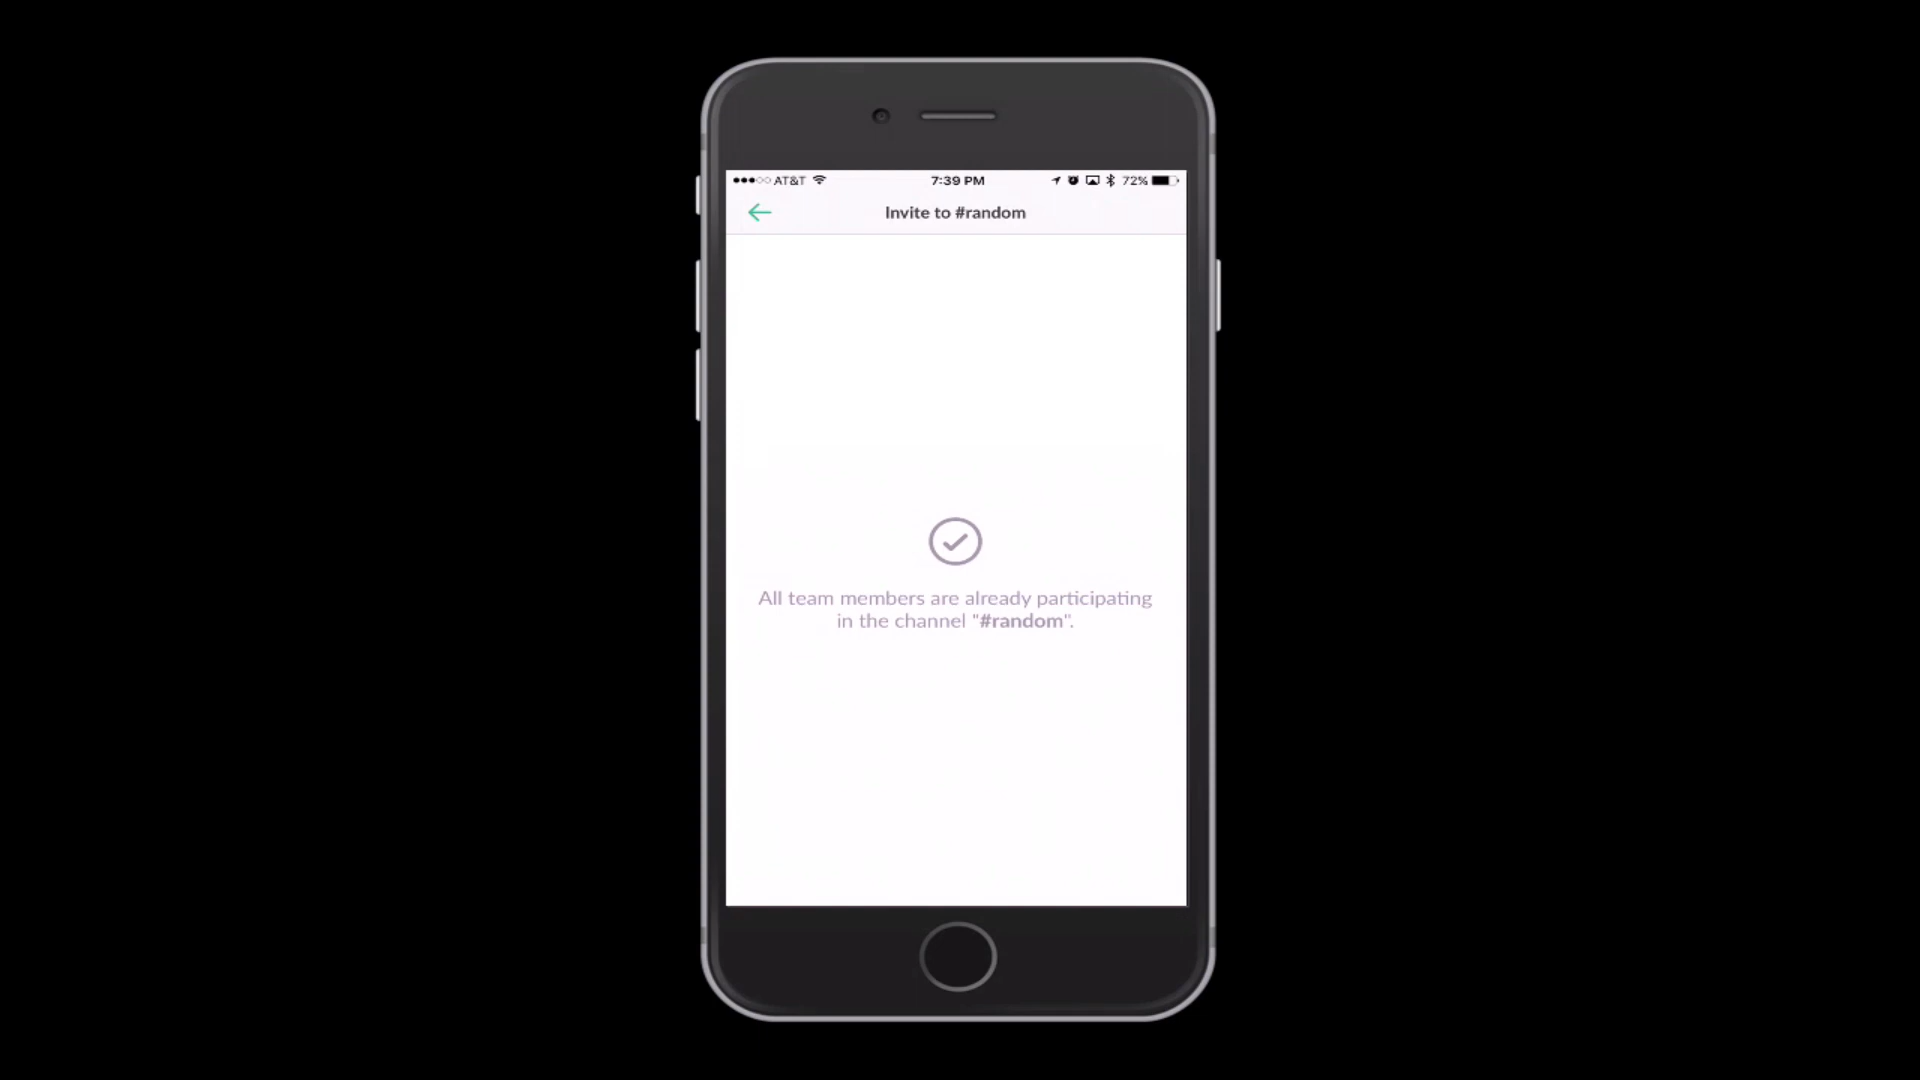 AT&T 7:39 PM 72%
Invite to #random
All team members are already participating
in the channel "#random".